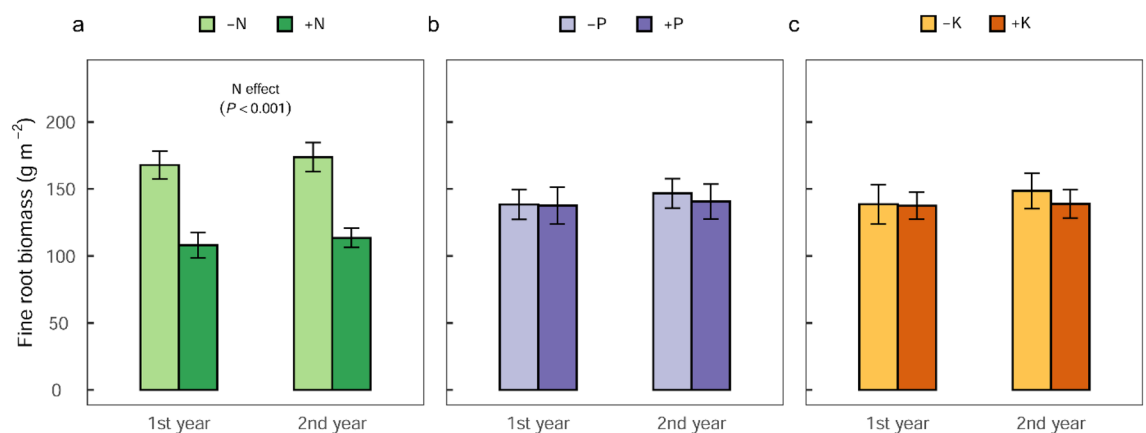 a
−N +N
b
−P +P
c
−K +K
N effect
(P < 0.001)
Fine root biomass (g m⁻²)
200
150
100
50
0
1st year 2nd year
1st year 2nd year
1st year 2nd year